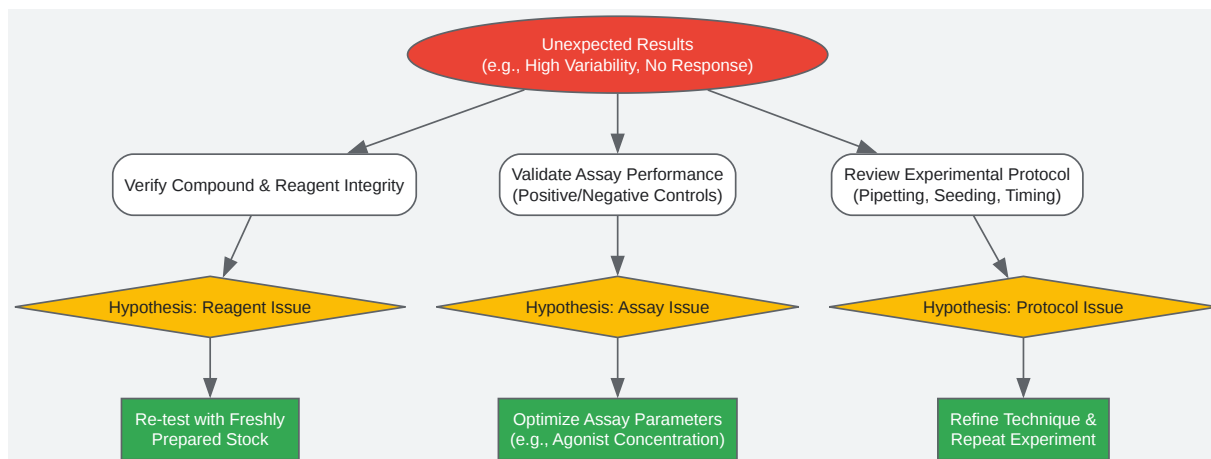 Unexpected Results
(e.g., High Variability, No Response)
Verify Compound & Reagent Integrity
Validate Assay Performance
(Positive/Negative Controls)
Review Experimental Protocol
(Pipetting, Seeding, Timing)
Hypothesis: Reagent Issue
Hypothesis: Assay Issue
Hypothesis: Protocol Issue
Re-test with Freshly
Prepared Stock
Optimize Assay Parameters
(e.g., Agonist Concentration)
Refine Technique &
Repeat Experiment